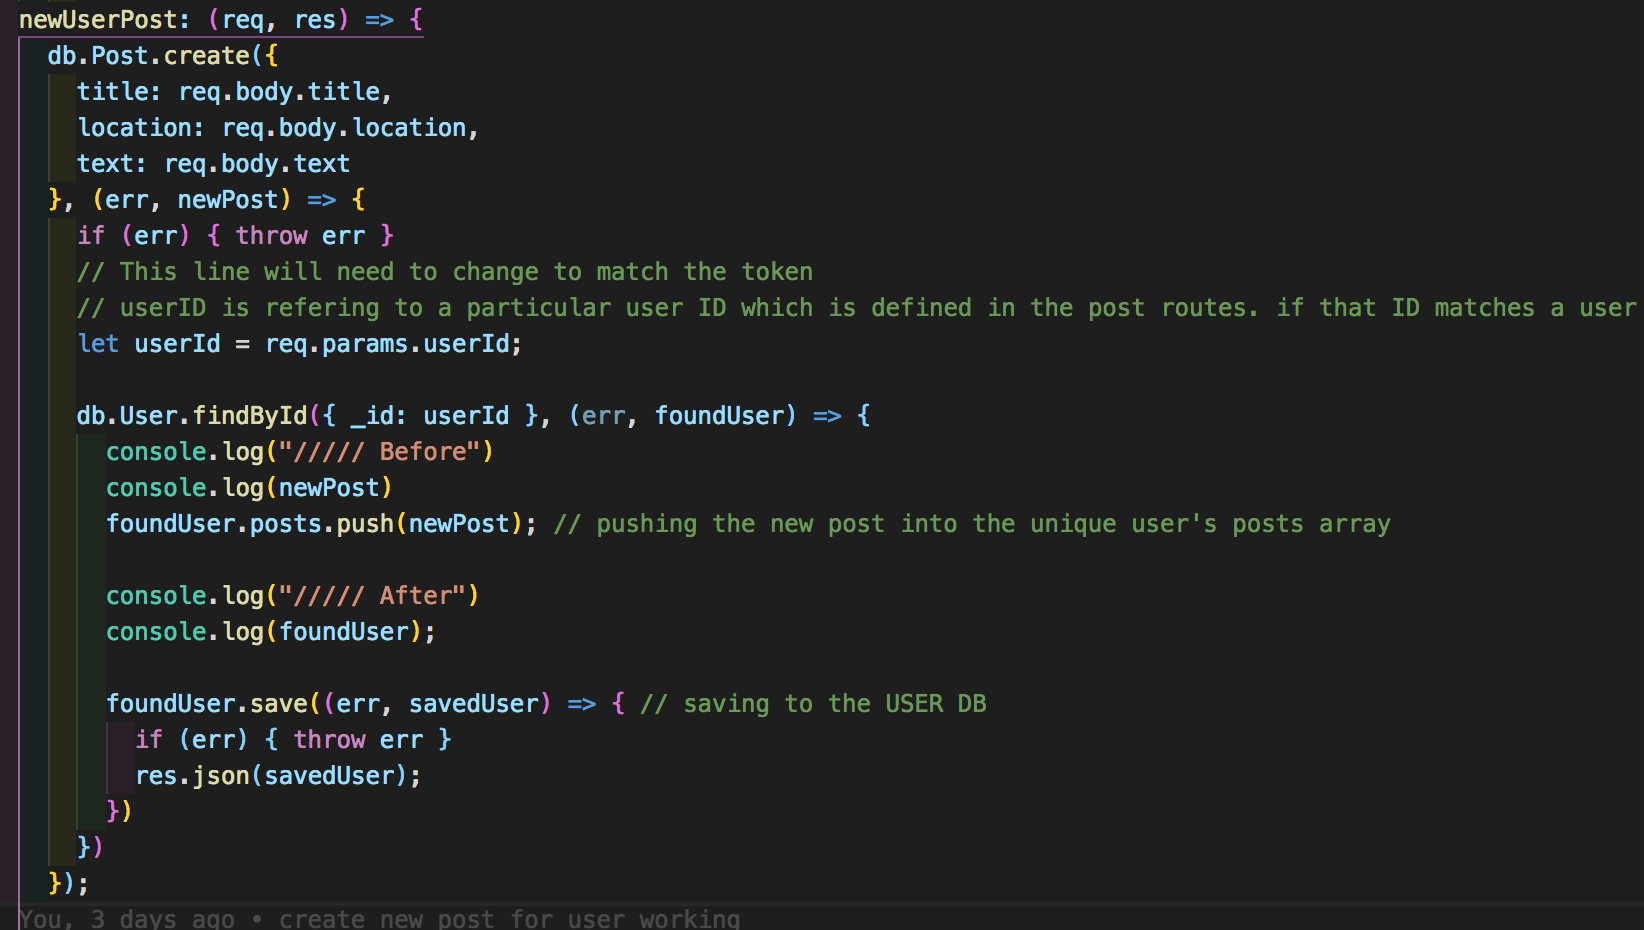 newUserPost: (req, res) => {
db.Post.create({
title: req.body.title,
location: req.body.location,
text: req.body.text
}, (err, newPost) => {
if (err) { throw err }
// This line will need to change to match the token
// userID is refering to a particular user ID which is defined in the post routes. if that ID matches a user
let userId = req.params.userId;
db.User.findById({ _id: userId }, (err, foundUser) => {
console.log("///// Before")
console.log(newPost)
foundUser.posts.push(newPost); // pushing the new post into the unique user's posts array
console.log("///// After")
console.log(foundUser);
foundUser.save((err, savedUser) => { // saving to the USER DB
if (err) { throw err }
res.json(savedUser);
})
})
});
You, 3 days ago • create new post for user working